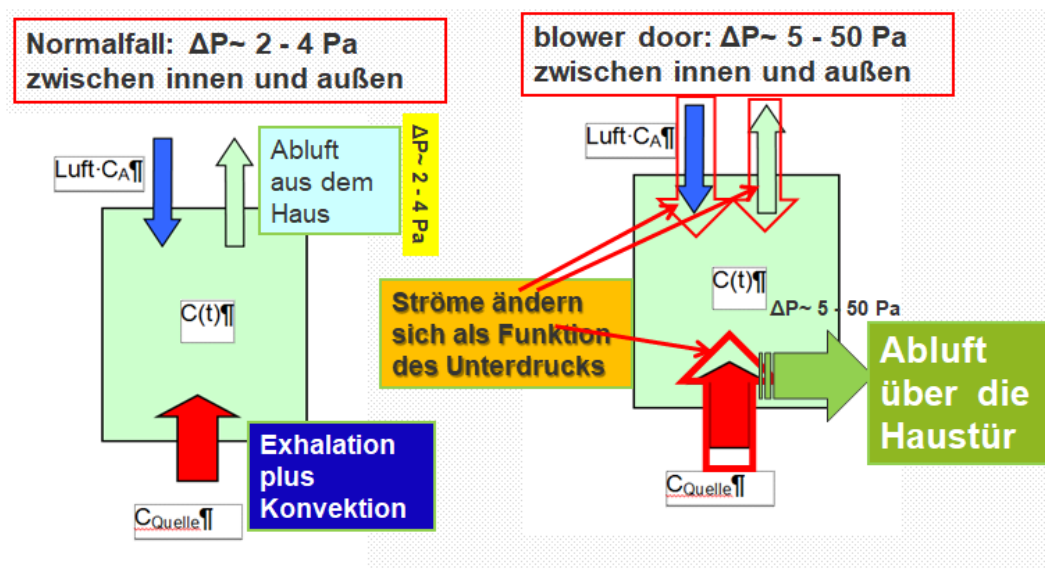 Normalfall: ΔP~ 2 - 4 Pa
zwischen innen und außen
Luft·CA¶
Abluft
aus dem
Haus
ΔP~ 2 - 4 Pa
C(t)¶
Exhalation
plus
Konvektion
CQuelle¶
blower door: ΔP~ 5 - 50 Pa
zwischen innen und außen
Luft·CA¶
C(t)¶
ΔP~ 5 - 50 Pa
Ströme ändern
sich als Funktion
des Unterdrucks
Abluft
über die
Haustür
CQuelle¶